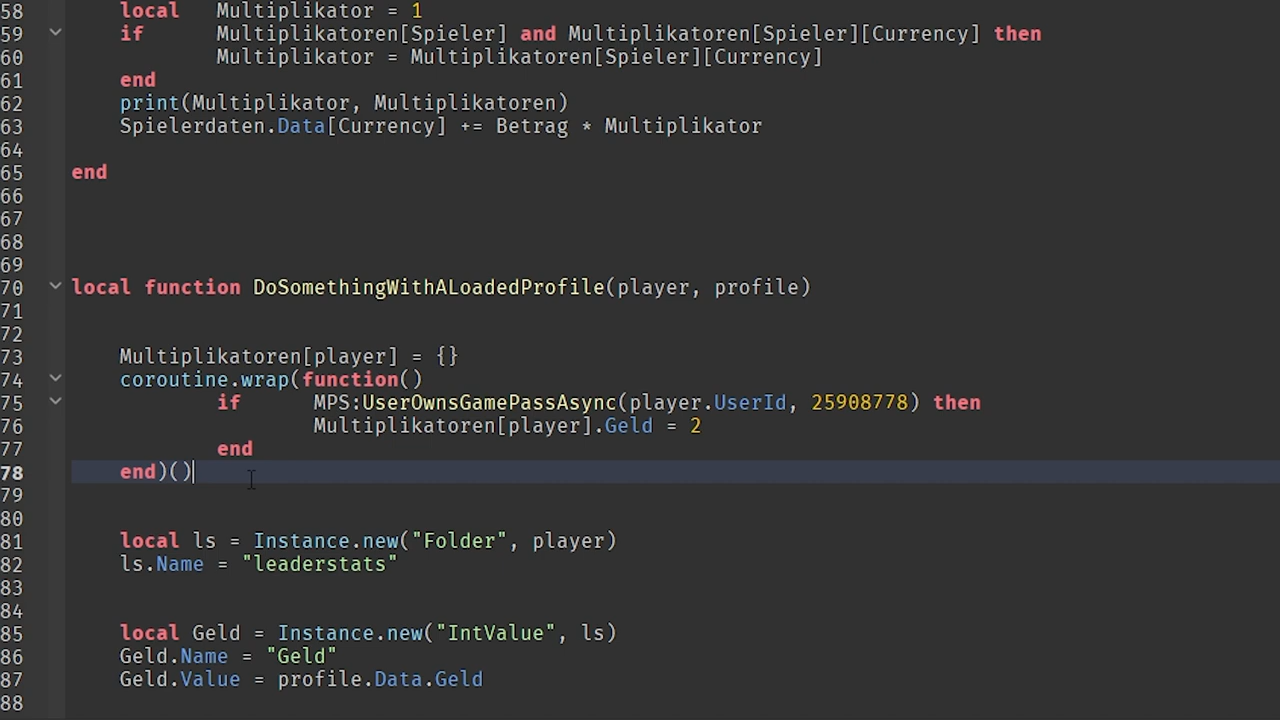 58 local Multiplikator = 1
59 if Multiplikatoren[Spieler] and Multiplikatoren[Spieler][Currency] then
60 Multiplikator = Multiplikatoren[Spieler][Currency]
61 end
62 print(Multiplikator, Multiplikatoren)
63 Spielerdaten.Data[Currency] += Betrag * Multiplikator
64
65 end
66
67
68
69
70 local function DoSomethingWithALoadedProfile(player, profile)
71
72
73 Multiplikatoren[player] = {}
74 coroutine.wrap(function()
75 if MPS:UserOwnsGamePassAsync(player.UserId, 25908778) then
76 Multiplikatoren[player].Geld = 2
77 end
78 end)()
79
80
81 local ls = Instance.new("Folder", player)
82 ls.Name = "leaderstats"
83
84
85 local Geld = Instance.new("IntValue", ls)
86 Geld.Name = "Geld"
87 Geld.Value = profile.Data.Geld
88